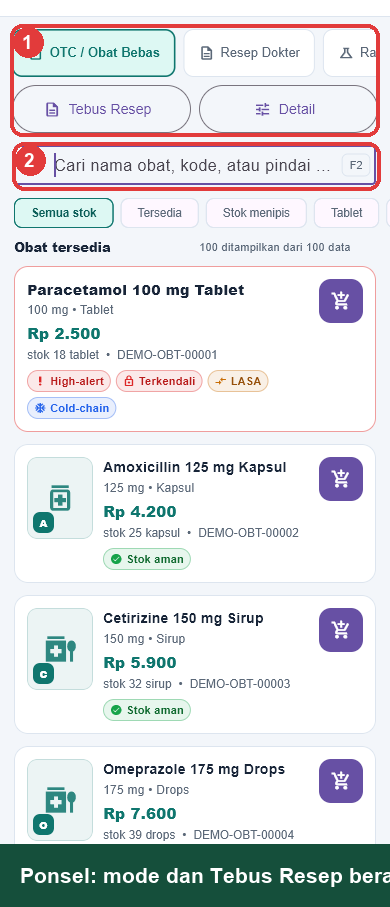 1
OTC / Obat Bebas
Resep Dokter
Ra
Tebus Resep
Detail
2
Cari nama obat, kode, atau pindai ...
F2
Semua stok
Tersedia
Stok menipis
Tablet
Obat tersedia
100 ditampilkan dari 100 data
Paracetamol 100 mg Tablet
100 mg • Tablet
Rp 2.500
stok 18 tablet • DEMO-OBT-00001
High-alert
Terkendali
LASA
Cold-chain
Amoxicillin 125 mg Kapsul
125 mg • Kapsul
Rp 4.200
stok 25 kapsul • DEMO-OBT-00002
A
Stok aman
Cetirizine 150 mg Sirup
150 mg • Sirup
Rp 5.900
stok 32 sirup • DEMO-OBT-00003
C
Stok aman
Omeprazole 175 mg Drops
175 mg • Drops
Rp 7.600
stok 39 drops • DEMO-OBT-00004
O
Ponsel: mode dan Tebus Resep bera